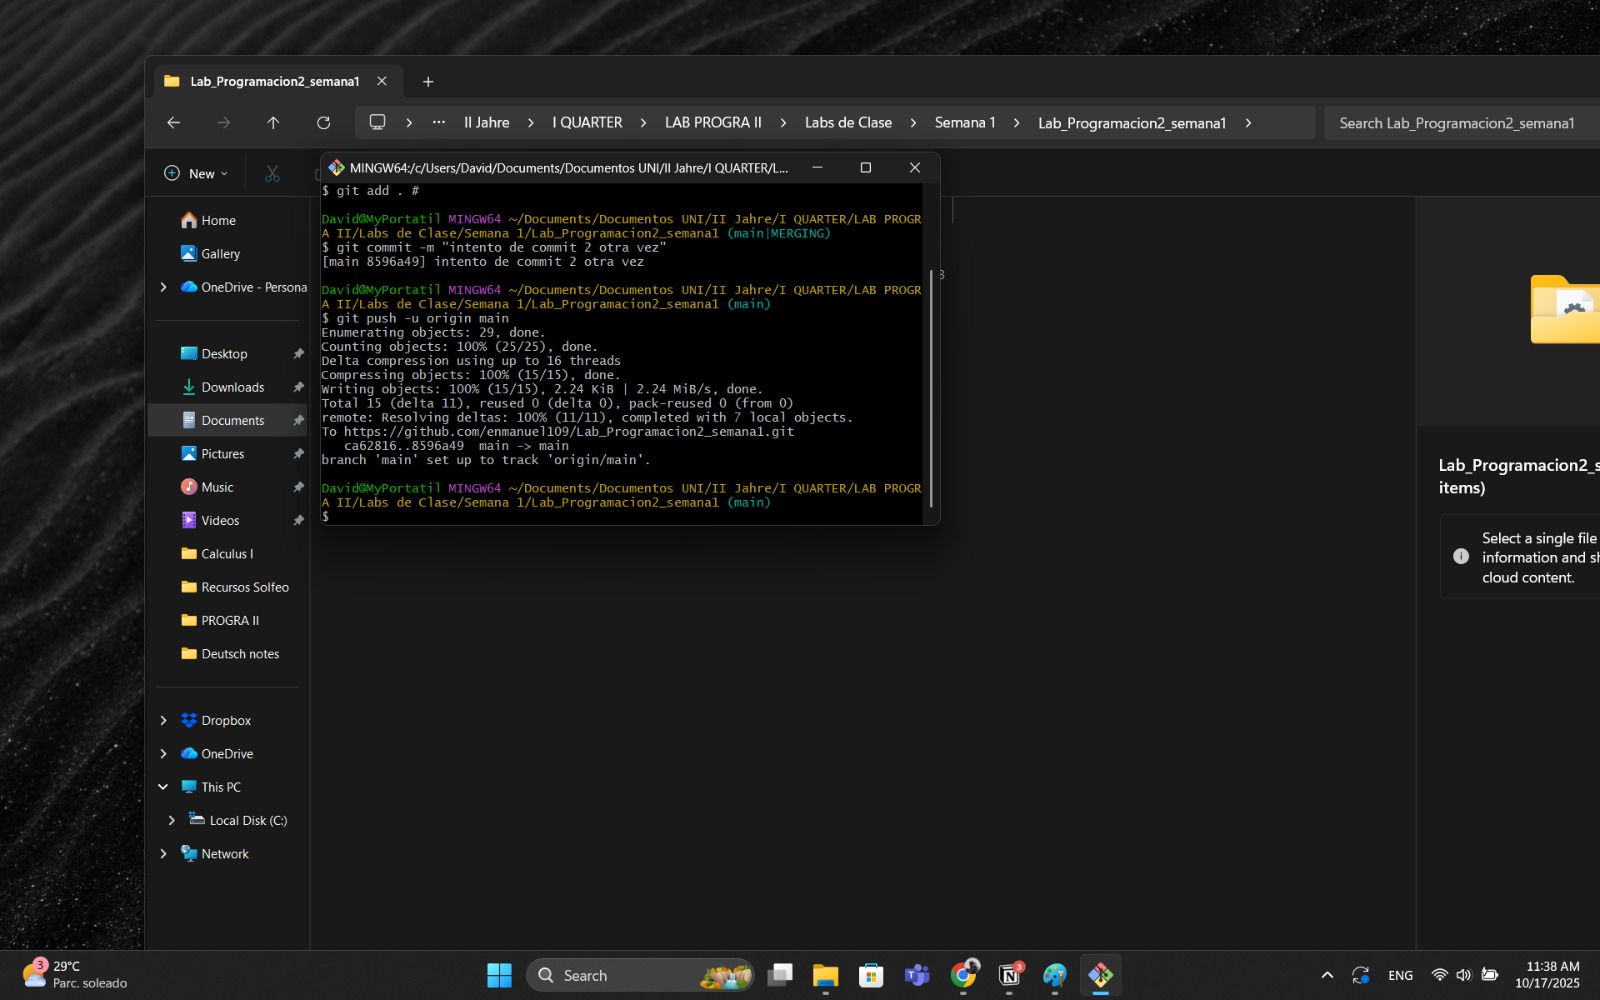 Lab_Programacion2_semana1
II Jahre
I QUARTER
LAB PROGRA II
Labs de Clase
Semana 1
Lab_Programacion2_semana1
Search Lab_Programacion2_semana1
New
MINGW64:/c/Users/David/Documents/Documentos UNI/II Jahre/I QUARTER/L...
$ git add . #
David@MyPortatil MINGW64 ~/Documents/Documentos UNI/II Jahre/I QUARTER/LAB PROGR
A II/Labs de Clase/Semana 1/Lab_Programacion2_semana1 (main|MERGING)
$ git commit -m "intento de commit 2 otra vez"
[main 8596a49] intento de commit 2 otra vez
David@MyPortatil MINGW64 ~/Documents/Documentos UNI/II Jahre/I QUARTER/LAB PROGR
A II/Labs de Clase/Semana 1/Lab_Programacion2_semana1 (main)
$ git push -u origin main
Enumerating objects: 29, done.
Counting objects: 100% (25/25), done.
Delta compression using up to 16 threads
Compressing objects: 100% (15/15), done.
Writing objects: 100% (15/15), 2.24 KiB | 2.24 MiB/s, done.
Total 15 (delta 11), reused 0 (delta 0), pack-reused 0 (from 0)
remote: Resolving deltas: 100% (11/11), completed with 7 local objects.
To https://github.com/enmanuel109/Lab_Programacion2_semana1.git
ca62816..8596a49  main -> main
branch 'main' set up to track 'origin/main'.
David@MyPortatil MINGW64 ~/Documents/Documentos UNI/II Jahre/I QUARTER/LAB PROGR
A II/Labs de Clase/Semana 1/Lab_Programacion2_semana1 (main)
$
Home
Gallery
OneDrive - Persona
Desktop
Downloads
Documents
Pictures
Music
Videos
Calculus I
Recursos Solfeo
PROGRA II
Deutsch notes
Dropbox
OneDrive
This PC
Local Disk (C:)
Network
Lab_Programacion2_s
items)
Select a single file
information and sh
cloud content.
3
29°C
Parc. soleado
Search
3
ENG
11:38 AM
10/17/2025